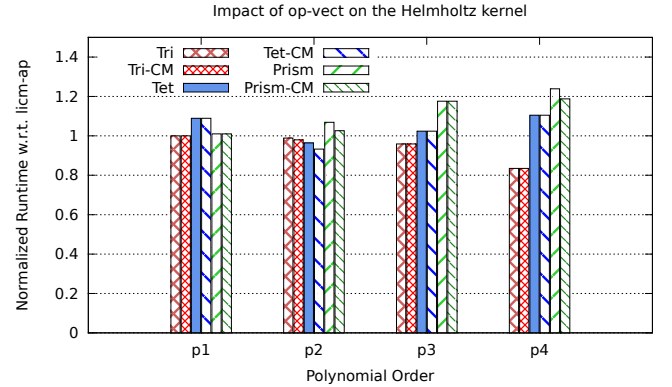 Impact of op-vect on the Helmholtz kernel
Normalized Runtime w.r.t. licm-ap
1.4
1.2
1
0.8
0.6
0.4
0.2
0
Tri
Tri-CM
Tet
Tet-CM
Prism
Prism-CM
p1
p2
p3
p4
Polynomial Order